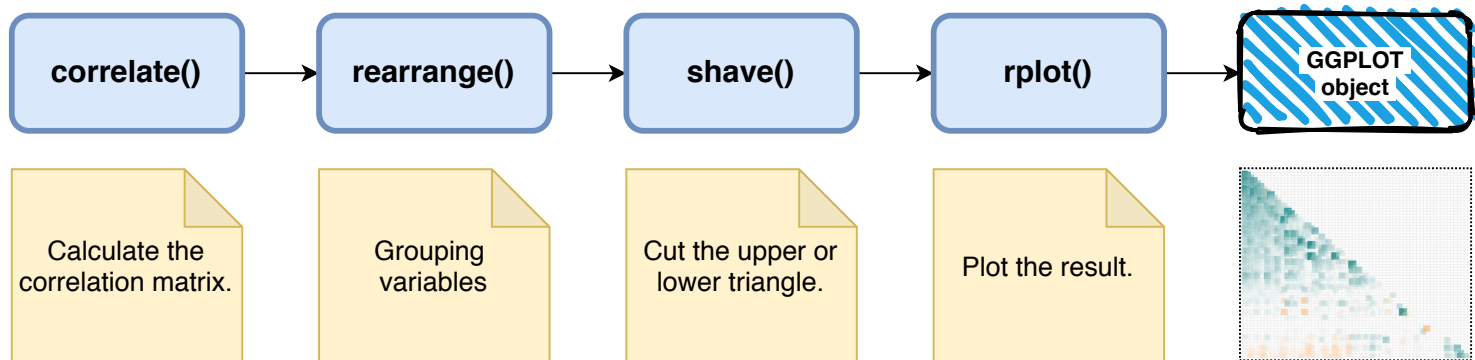 correlate()
rearrange()
shave()
rplot()
GGPLOT
object
Calculate the
correlation matrix.
Grouping
variables
Cut the upper or
lower triangle.
Plot the result.